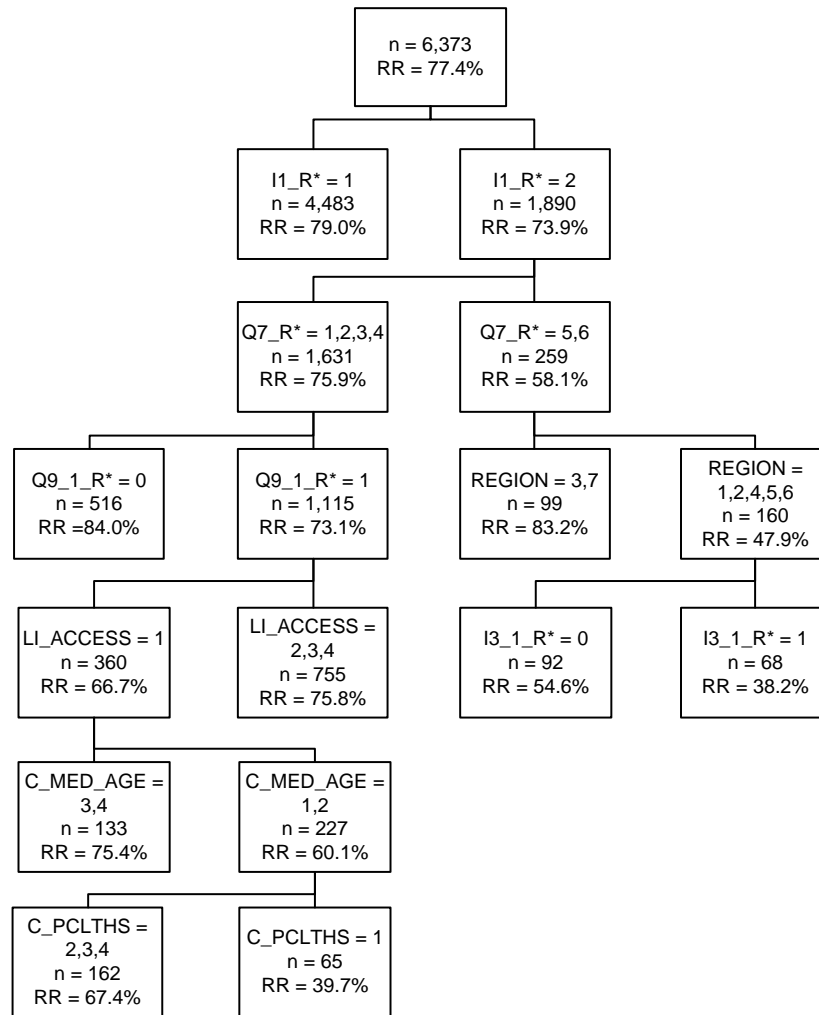 n = 6,373
RR = 77.4%
I1_R* = 1
n = 4,483
RR = 79.0%
I1_R* = 2
n = 1,890
RR = 73.9%
Q7_R* = 1,2,3,4
n = 1,631
RR = 75.9%
Q7_R* = 5,6
n = 259
RR = 58.1%
Q9_1_R* = 0
n = 516
RR =84.0%
Q9_1_R* = 1
n = 1,115
RR = 73.1%
REGION = 3,7
n = 99
RR = 83.2%
REGION =
1,2,4,5,6
n = 160
RR = 47.9%
LI_ACCESS = 1
n = 360
RR = 66.7%
LI_ACCESS =
2,3,4
n = 755
RR = 75.8%
I3_1_R* = 0
n = 92
RR = 54.6%
I3_1_R* = 1
n = 68
RR = 38.2%
C_MED_AGE =
3,4
n = 133
RR = 75.4%
C_MED_AGE =
1,2
n = 227
RR = 60.1%
C_PCLTHS =
2,3,4
n = 162
RR = 67.4%
C_PCLTHS = 1
n = 65
RR = 39.7%